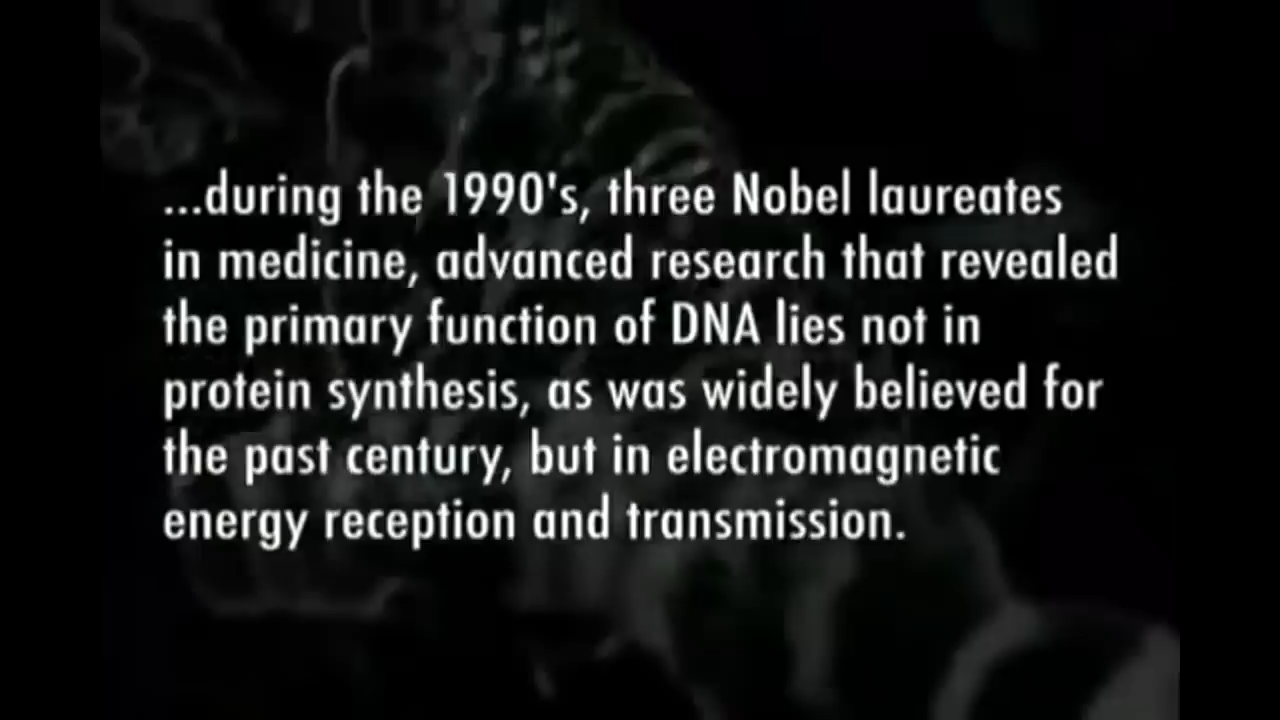 ...during the 1990's, three Nobel laureates
in medicine, advanced research that revealed
the primary function of DNA lies not in
protein synthesis, as was widely believed for
the past century, but in electromagnetic
energy reception and transmission.